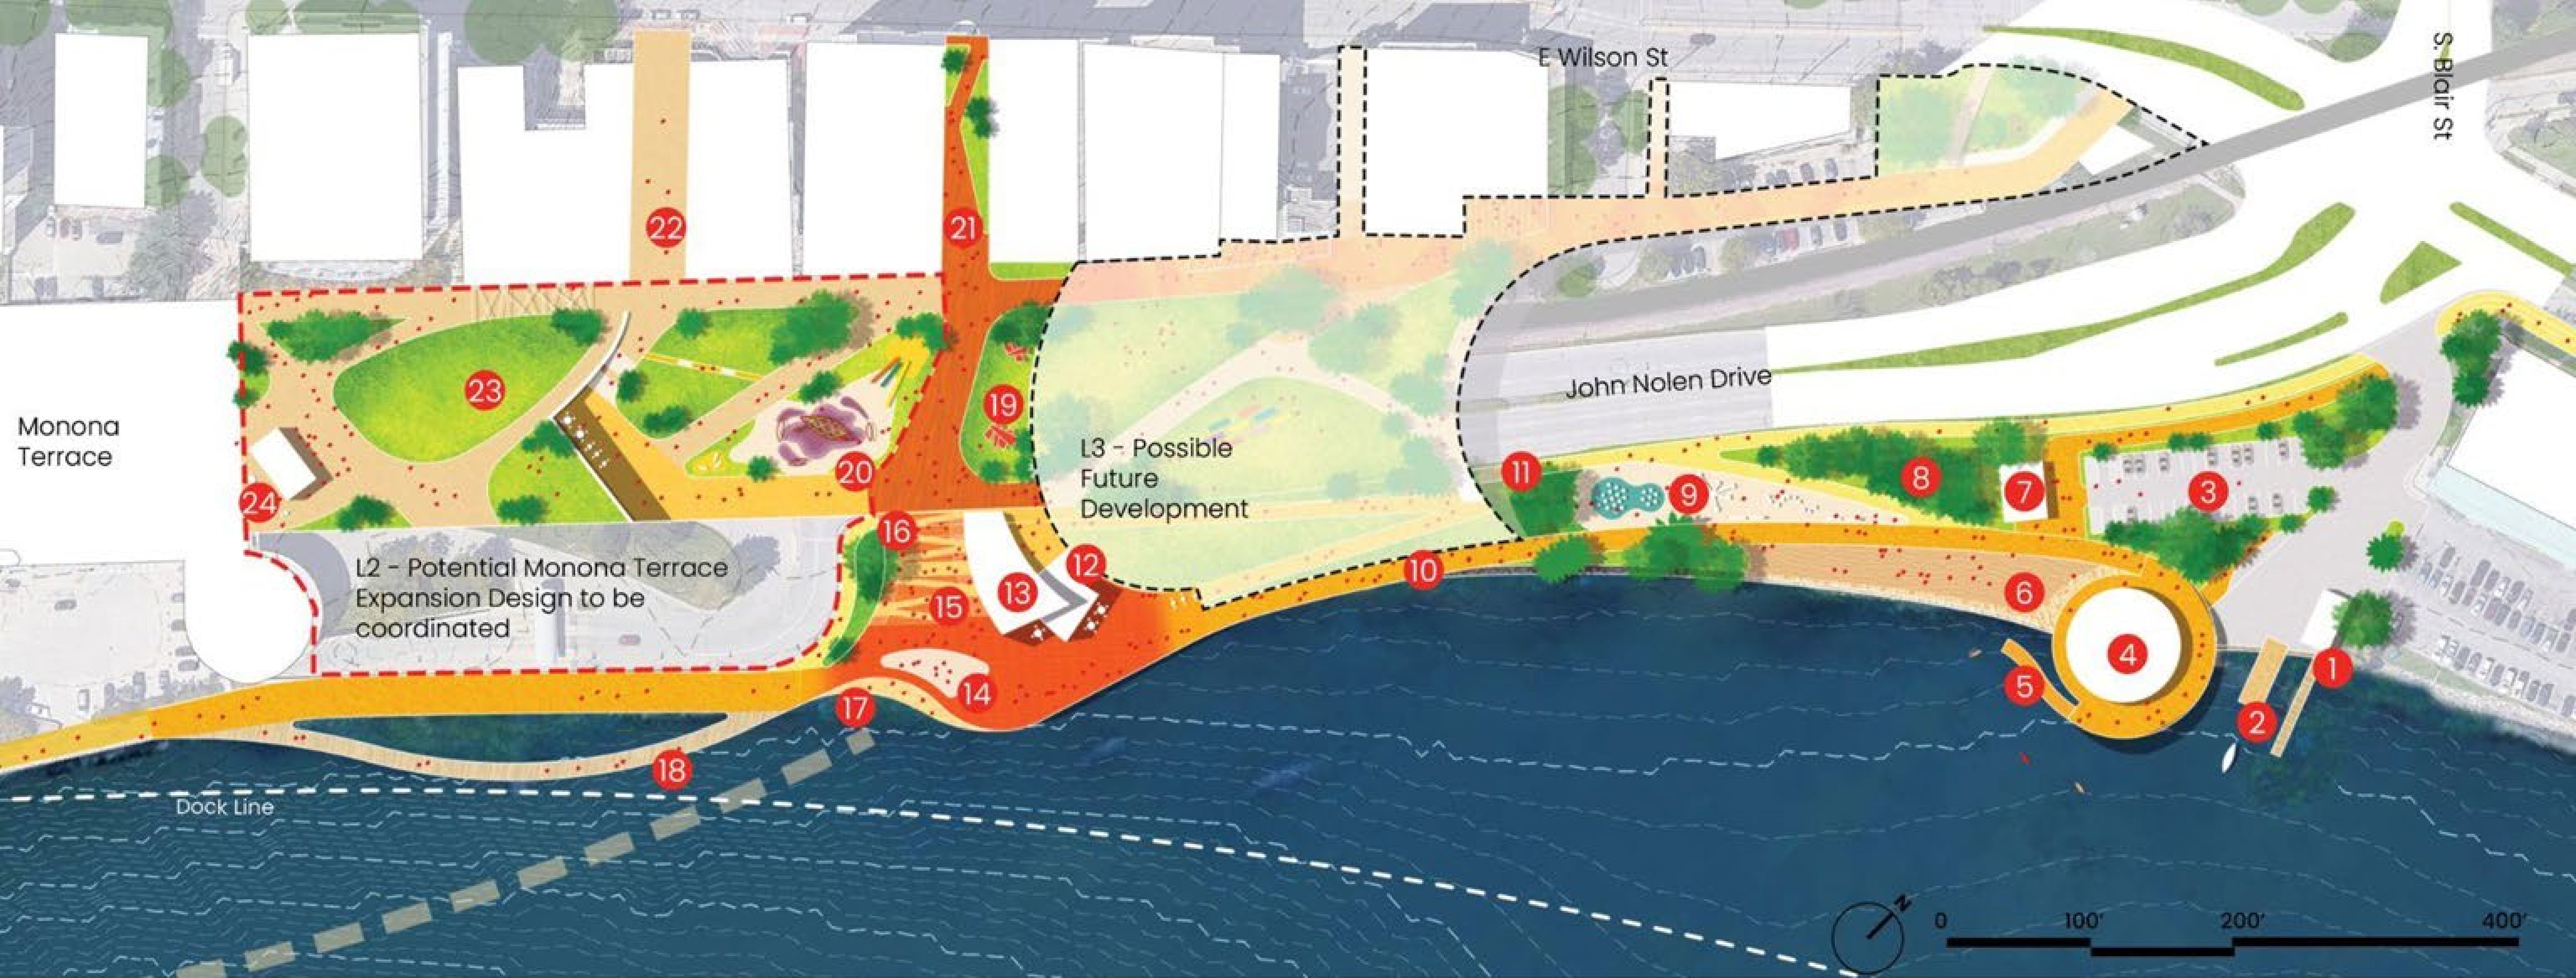 E Wilson St
S. Blair St
22
21
23
19
20
24
Monona
Terrace
L3 - Possible
Future
Development
John Nolen Drive
11
9
8
7
3
16
12
13
15
10
6
L2 - Potential Monona Terrace
Expansion Design to be
coordinated
14
17
18
4
5
1
2
Dock Line
N
0 100' 200' 400'